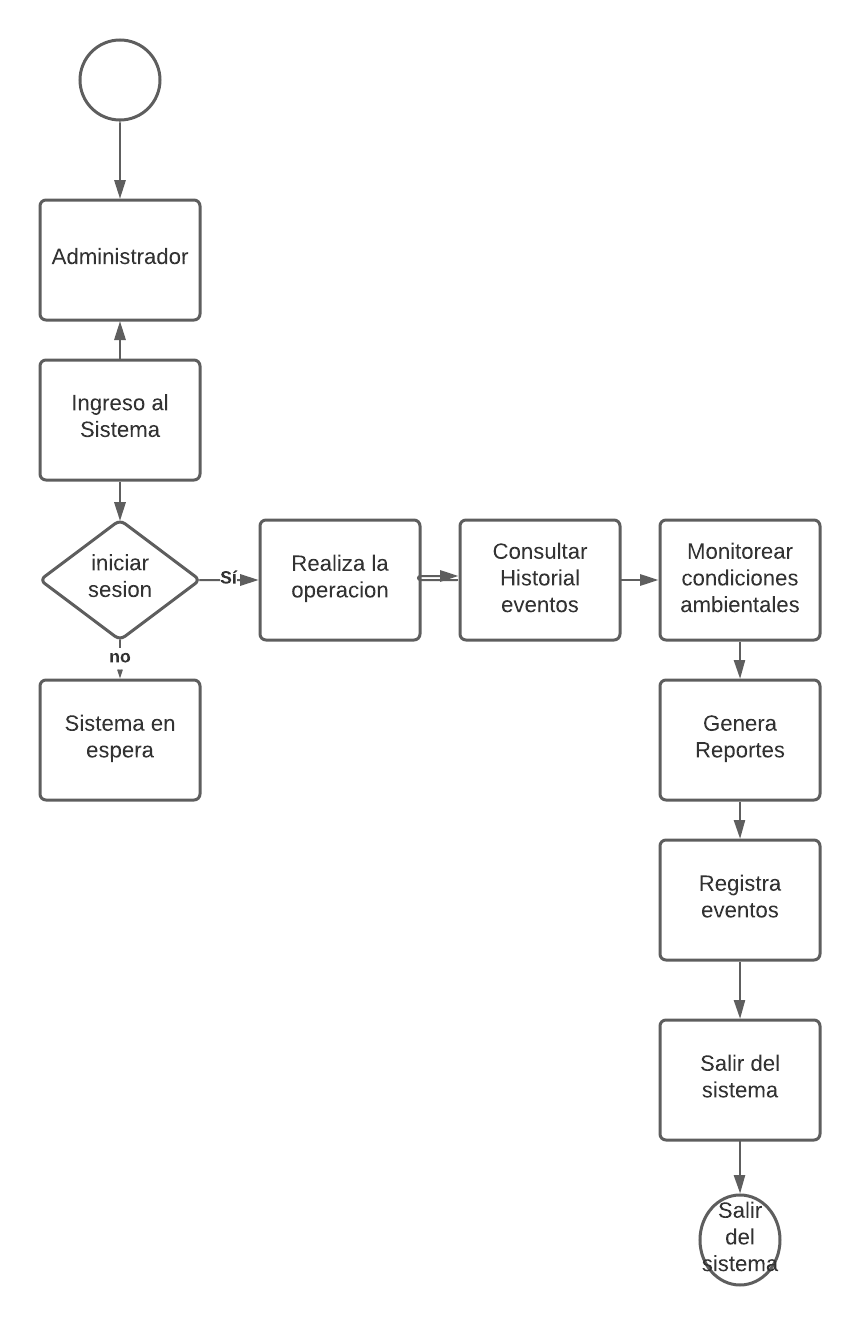 Administrador
Ingreso al
Sistema
iniciar
sesion
Sí
no
Realiza la
operacion
Consultar
Historial
eventos
Monitorear
condiciones
ambientales
Sistema en
espera
Genera
Reportes
Registra
eventos
Salir del
sistema
Salir
del
sistema